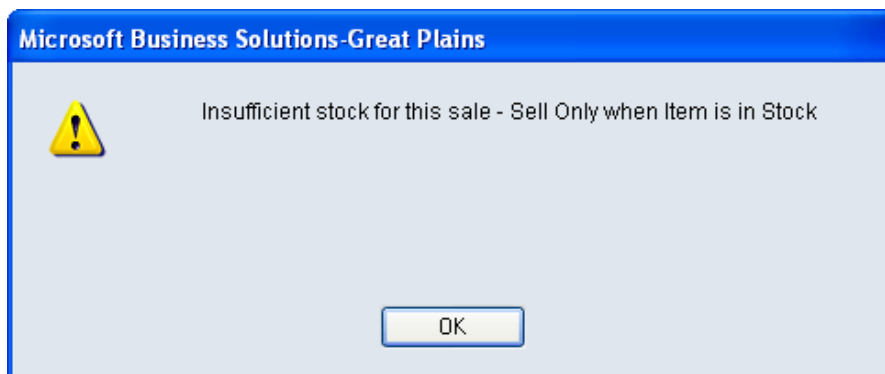 Microsoft Business Solutions-Great Plains
Insufficient stock for this sale - Sell Only when Item is in Stock
OK